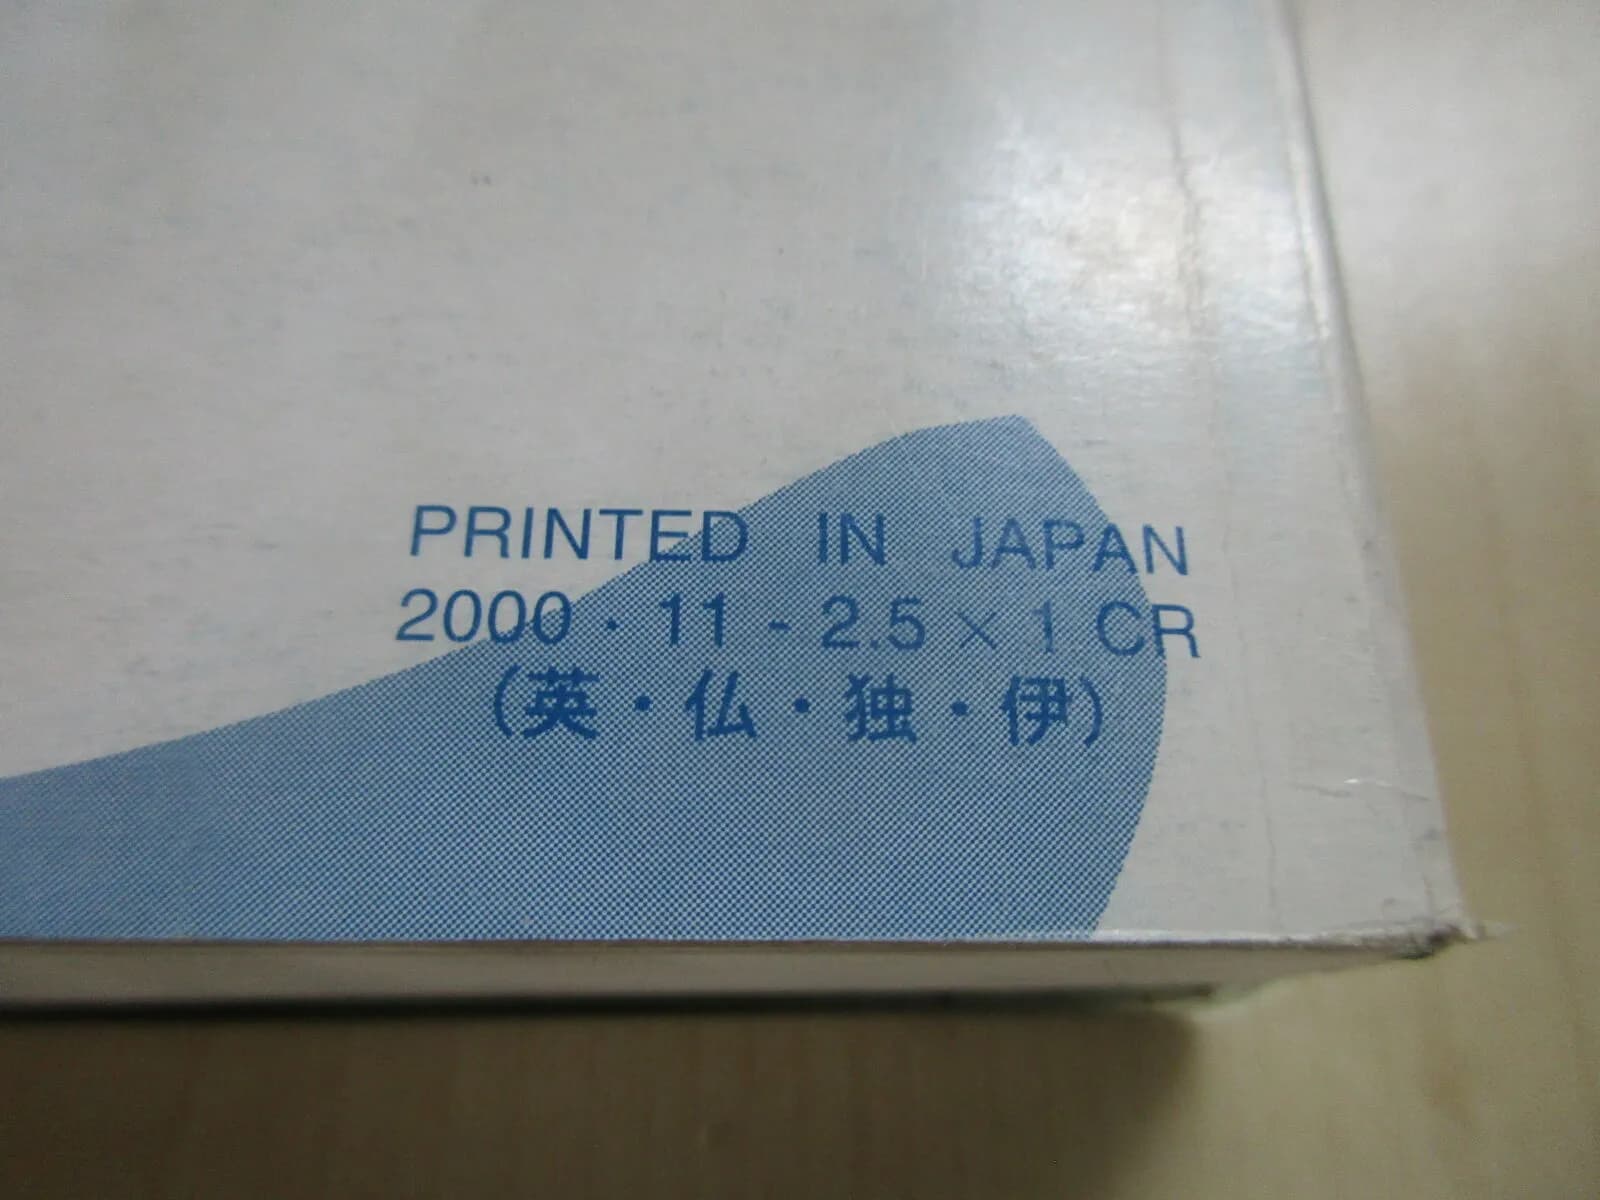 PRINTED IN JAPAN
2000・11 - 2.5 × 1 CR
(英・仏・独・伊)